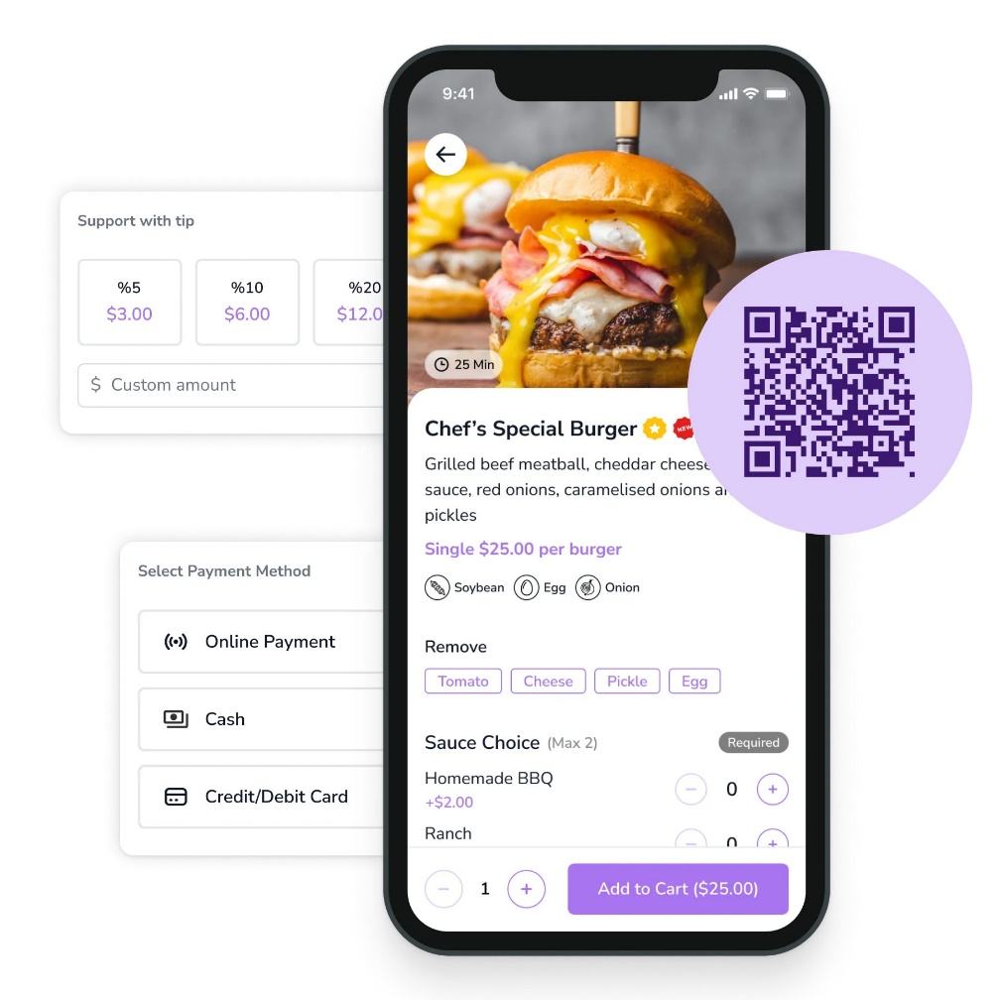 9:41
Support with tip
%5
$3.00
%10
$6.00
%20
$12.0
$ Custom amount
25 Min
Chef’s Special Burger NEW
Grilled beef meatball, cheddar cheese
sauce, red onions, caramelised onions
pickles
Single $25.00 per burger
Soybean Egg Onion
Select Payment Method
Online Payment
Cash
Credit/Debit Card
Remove
Tomato Cheese Pickle Egg
Sauce Choice (Max 2) Required
Homemade BBQ
+$2.00
− 0 +
Ranch
− 0 +
− 1 +
Add to Cart ($25.00)